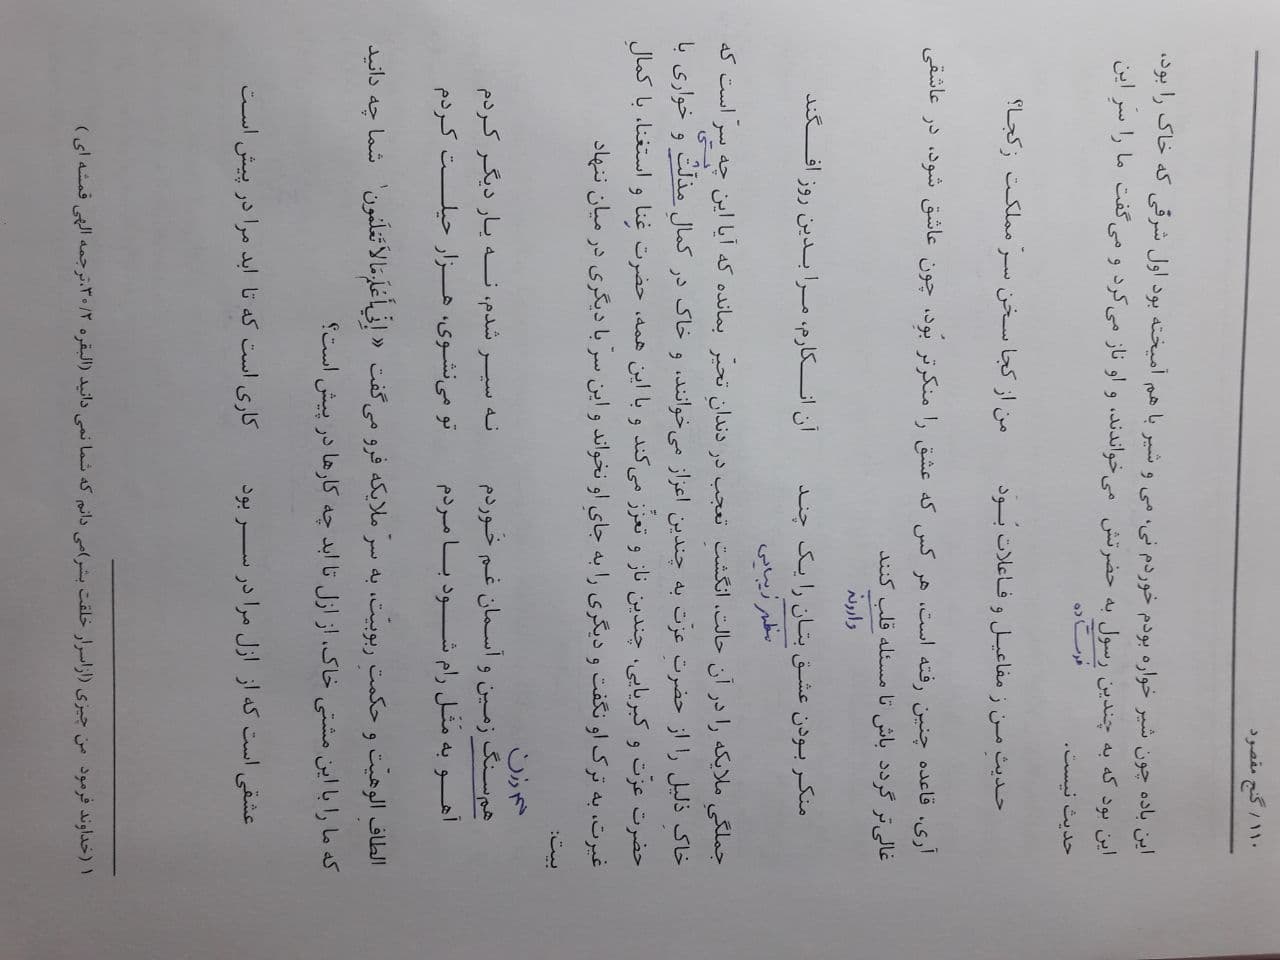 ۱۱۰ / گنج مقصود
این باده چون شیر خواره بودم خوردم نی، می و شیر با هم آمیخته بود اول شرقی که خاک را بود،
این بود که به چندین رسول به حضرتش می‌خواندند، و او ناز می‌کرد و می‌گفت ما را سَرِ این
فرستاده
حدیث نیست.
حدیثِ من ز مفاعیل و فاعلات بُوَد من از کجا سخن سرّ مملکت زکجا؟
آری، قاعده چنین رفته است، هر کس که عشق را منکرتر بُوِد، چون عاشق شود، در عاشقی
غالی‌تر گردد باش تا مسئله قلب کنند
وارونه
منکر بودن عشق بتان را یک چند آن انکارم، مرا بدین روز افگند
مظهر زیبایی
جملگیِ ملایکه را در آن حالت، انگشتِ تعجب در دندانِ تحیّر بمانده که آیا این چه سرّ است که
پستی
خاکِ ذلیل را از حضرتِ عزّت به چندین اعزاز می‌خوانند، و خاک در کمالِ مذلّت و خواری با
حضرت عزّت و کبریایی، چندین ناز و تعزّز می‌کند و با این همه، حضرت غِنا و استغنا، با کمالِ
غیرت، به ترک او نگفت و دیگری را به جایِ او نخواند و این سرّ با دیگری در میان ننهاد
بیت:
هم وزن
هم‌سنگ زمین و آسمان غم خَوردم نه سیر شدم، نه یار دیگر کردم
آهو به مَثَل رام شود با مردم تو می‌نشوی، هزار حیلت کردم
الطافِ الوهیّت و حکمتِ ربوبیّت، به سرّ ملایکه فرو می‌گفت « إِنِّي أَعْلَمُ مَا لاَ تَعْلَمُون۱ شما چه دانید
که ما را با این مشتی خاک، از ازل تا ابد چه کارها در پیش است؟
عشقی است که از ازل مرا در سر بود کاری است که تا ابد مرا در پیش است
۱ (خداوند فرمود من چیزی (ازاسرار خلقت بشر)می دانم که شما نمی دانید (البقره ۳۰/۲،ترجمه الهی قمشه ای )